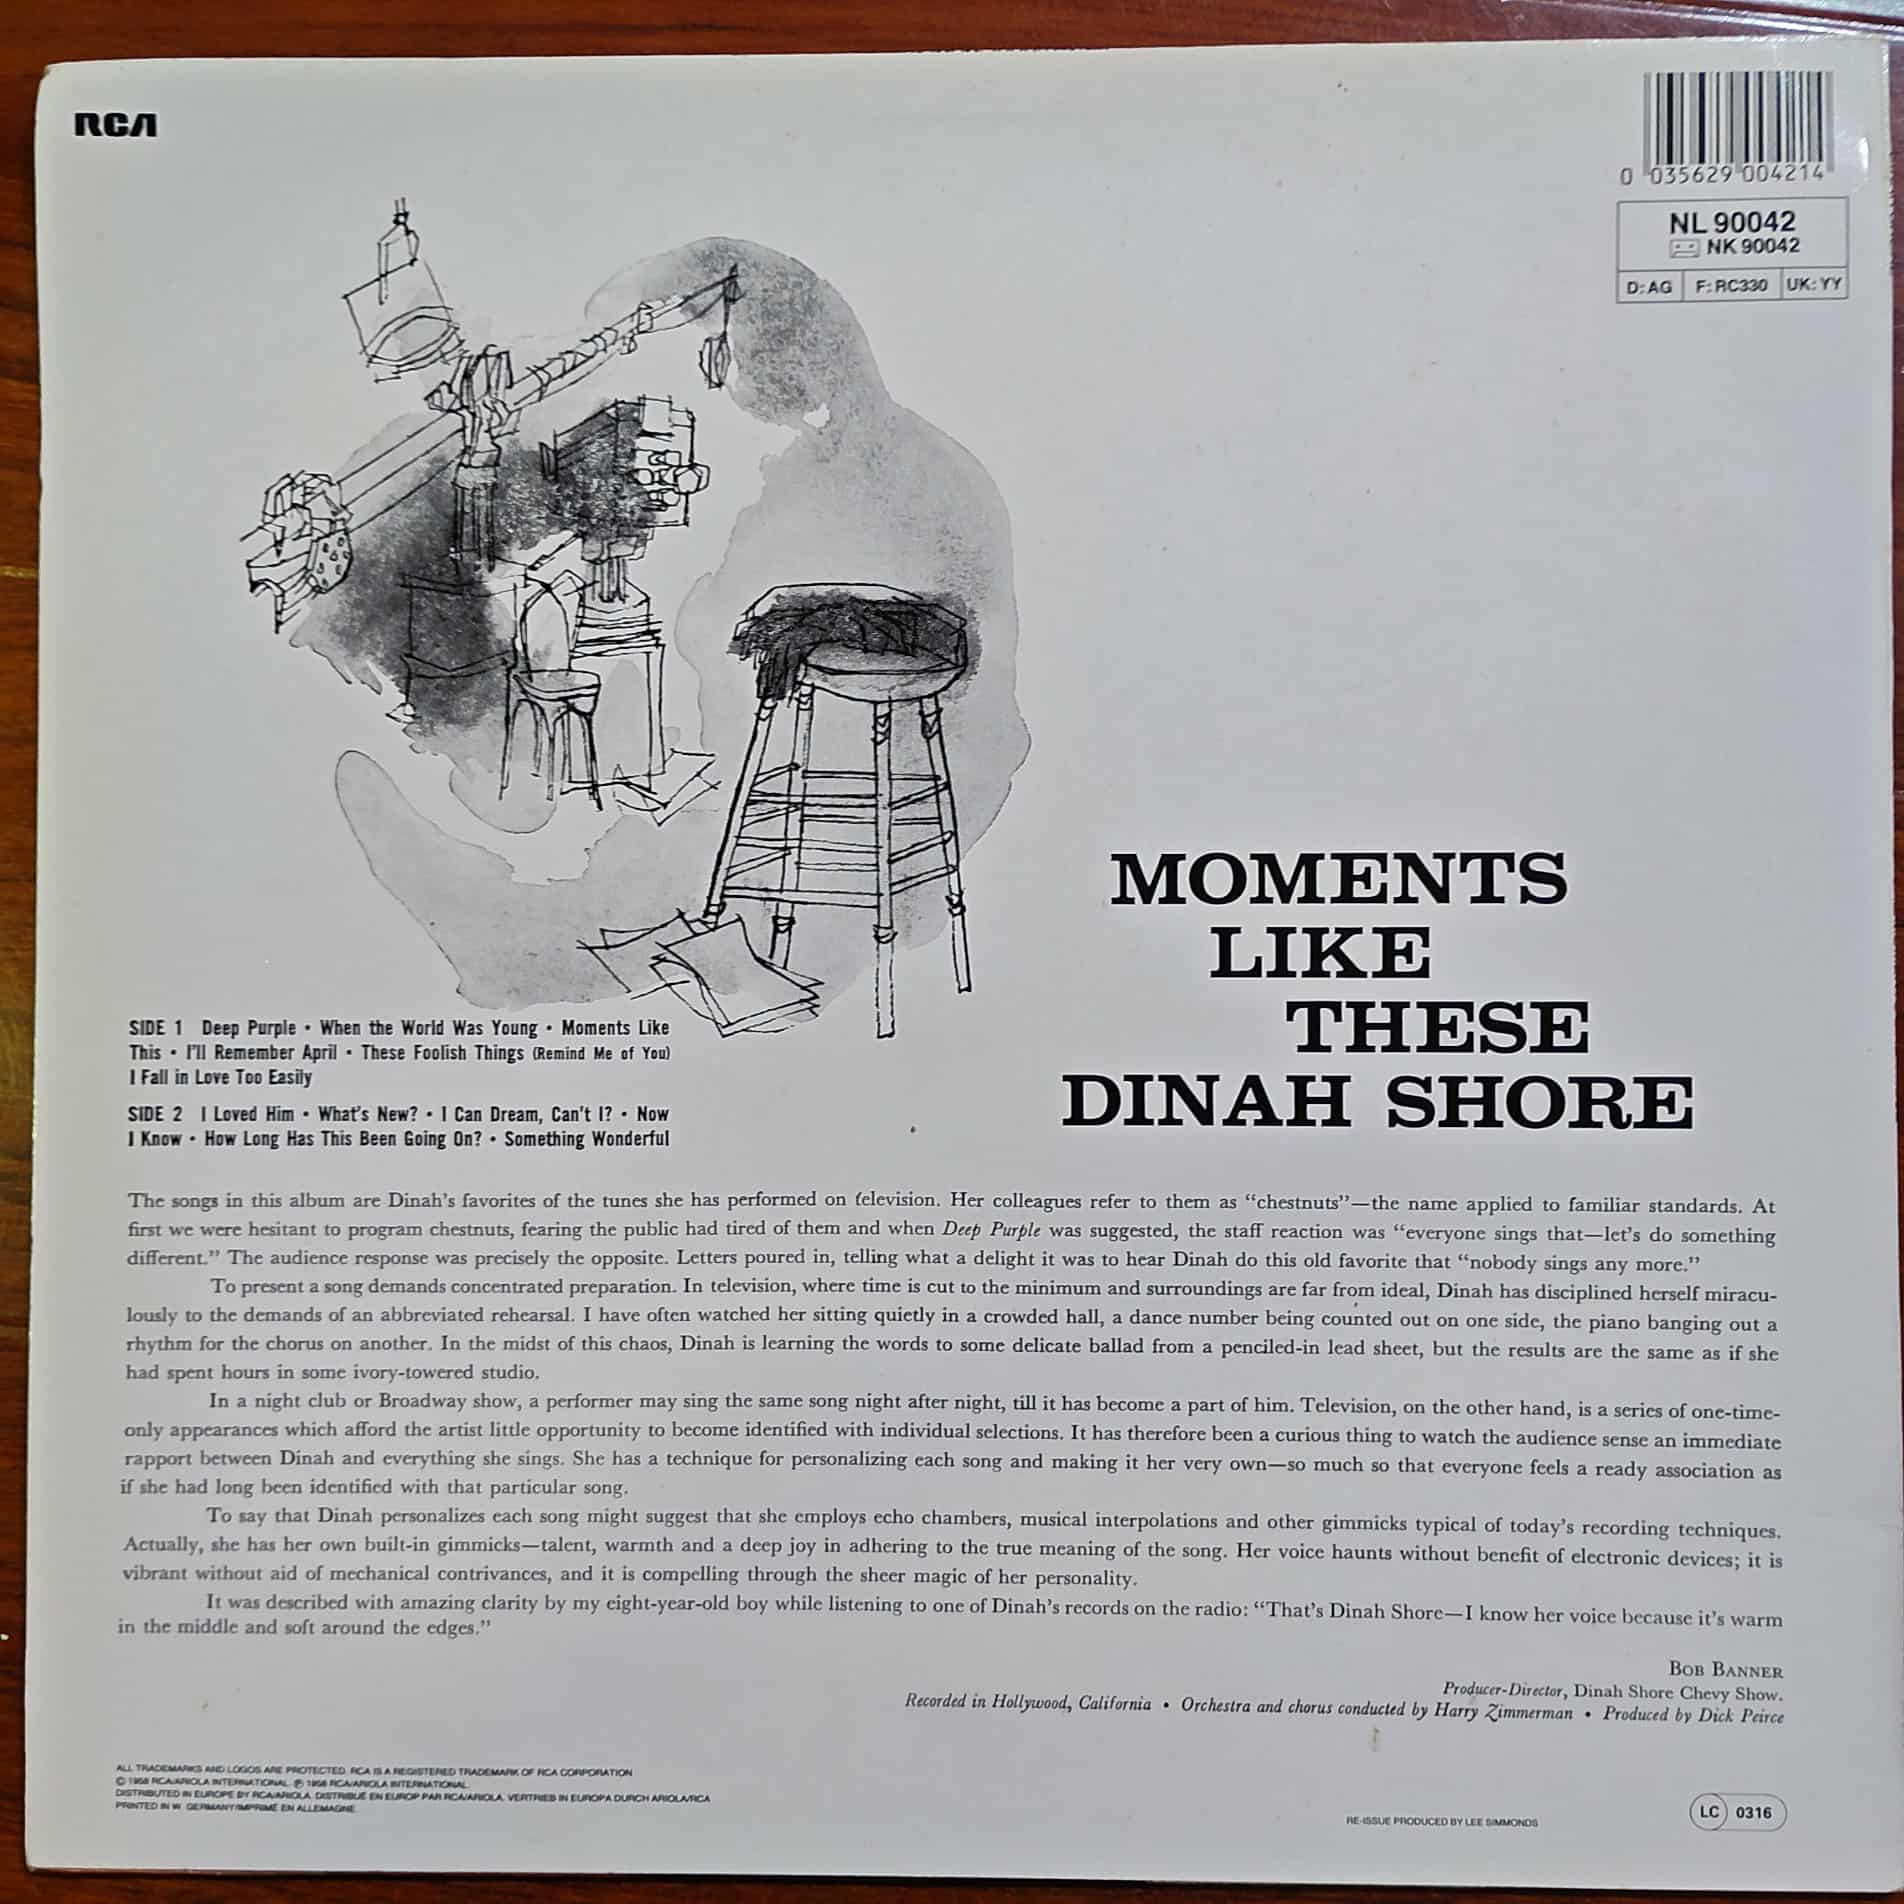 RCA
0 035629 004214
NL 90042
NK 90042
D: AG F: RC330 UK: YY
MOMENTS
LIKE
THESE
DINAH SHORE
SIDE 1 Deep Purple • When the World Was Young • Moments Like
This • I'll Remember April • These Foolish Things (Remind Me of You)
I Fall in Love Too Easily
SIDE 2 I Loved Him • What's New? • I Can Dream, Can't I? • Now
I Know • How Long Has This Been Going On? • Something Wonderful
The songs in this album are Dinah's favorites of the tunes she has performed on television. Her colleagues refer to them as “chestnuts”—the name applied to familiar standards. At
first we were hesitant to program chestnuts, fearing the public had tired of them and when Deep Purple was suggested, the staff reaction was “everyone sings that—let's do something
different.” The audience response was precisely the opposite. Letters poured in, telling what a delight it was to hear Dinah do this old favorite that “nobody sings any more.”
To present a song demands concentrated preparation. In television, where time is cut to the minimum and surroundings are far from ideal, Dinah has disciplined herself miracu-
lously to the demands of an abbreviated rehearsal. I have often watched her sitting quietly in a crowded hall, a dance number being counted out on one side, the piano banging out a
rhythm for the chorus on another. In the midst of this chaos, Dinah is learning the words to some delicate ballad from a penciled-in lead sheet, but the results are the same as if she
had spent hours in some ivory-towered studio.
In a night club or Broadway show, a performer may sing the same song night after night, till it has become a part of him. Television, on the other hand, is a series of one-time-
only appearances which afford the artist little opportunity to become identified with individual selections. It has therefore been a curious thing to watch the audience sense an immediate
rapport between Dinah and everything she sings. She has a technique for personalizing each song and making it her very own—so much so that everyone feels a ready association as
if she had long been identified with that particular song.
To say that Dinah personalizes each song might suggest that she employs echo chambers, musical interpolations and other gimmicks typical of today's recording techniques.
Actually, she has her own built-in gimmicks—talent, warmth and a deep joy in adhering to the true meaning of the song. Her voice haunts without benefit of electronic devices; it is
vibrant without aid of mechanical contrivances, and it is compelling through the sheer magic of her personality.
It was described with amazing clarity by my eight-year-old boy while listening to one of Dinah's records on the radio: “That's Dinah Shore—I know her voice because it's warm
in the middle and soft around the edges.”
BOB BANNER
Producer-Director, Dinah Shore Chevy Show.
Recorded in Hollywood, California • Orchestra and chorus conducted by Harry Zimmerman • Produced by Dick Peirce
ALL TRADEMARKS AND LOGOS ARE PROTECTED. RCA IS A REGISTERED TRADEMARK OF RCA CORPORATION
© 1958 RCA/ARIOLA INTERNATIONAL. ℗ 1958 RCA/ARIOLA INTERNATIONAL.
DISTRIBUTED IN EUROPE BY RCA/ARIOLA. DISTRIBUÉ EN EUROP PAR RCA/ARIOLA. VERTRIEB IN EUROPA DURCH ARIOLA/RCA
PRINTED IN W. GERMANY/IMPRIMÉ EN ALLEMAGNE.
RE-ISSUE PRODUCED BY LEE SIMMONDS
LC 0316